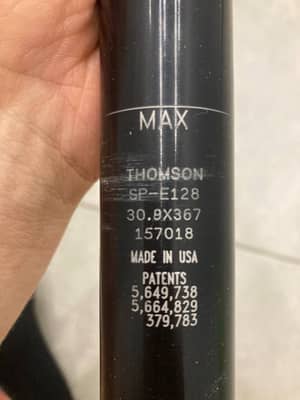 MAX
THOMSON
SP-E128
30.9X367
157018
MADE IN USA
PATENTS
5,649,738
5,664,829
379,783